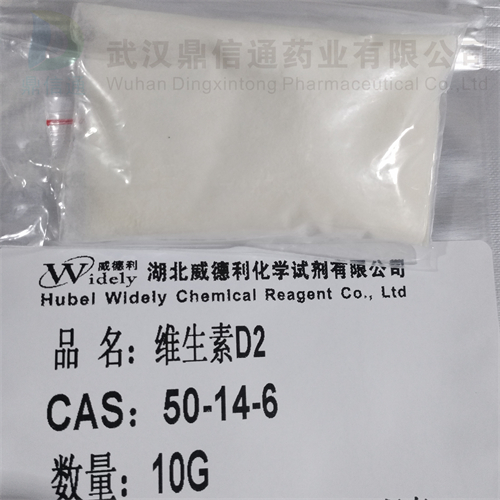 武汉鼎信通药业有限公司
Wuhan Dingxintong Pharmaceutical Co.,Ltd
Widely 威德利 湖北威德利化学试剂有限公司
Hubei Widely Chemical Reagent Co., Ltd
品 名：维生素D2
CAS：50-14-6
数量：10G